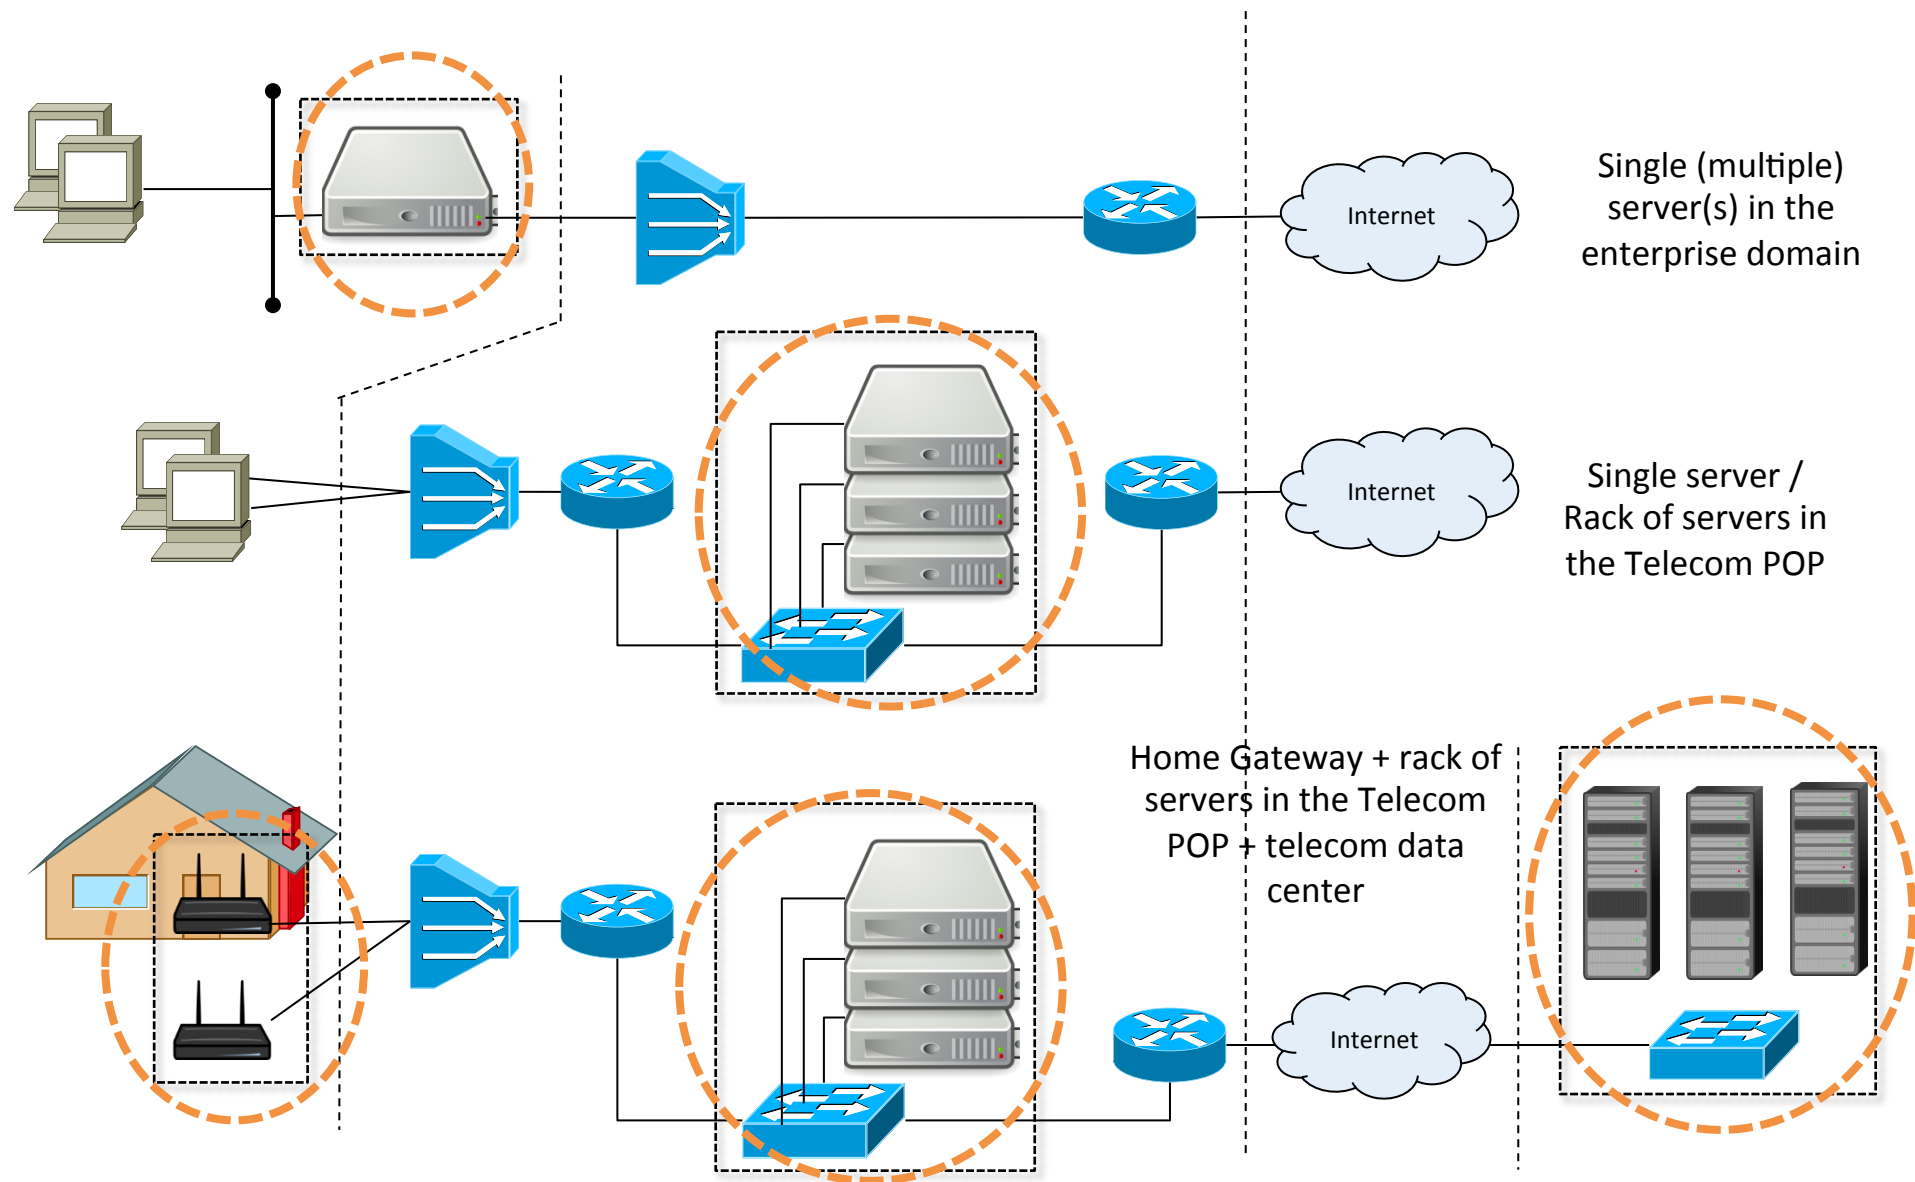 Internet
Single (multiple)
server(s) in the
enterprise domain
Internet
Single server /
Rack of servers in
the Telecom POP
Home Gateway + rack of
servers in the Telecom
POP + telecom data
center
Internet